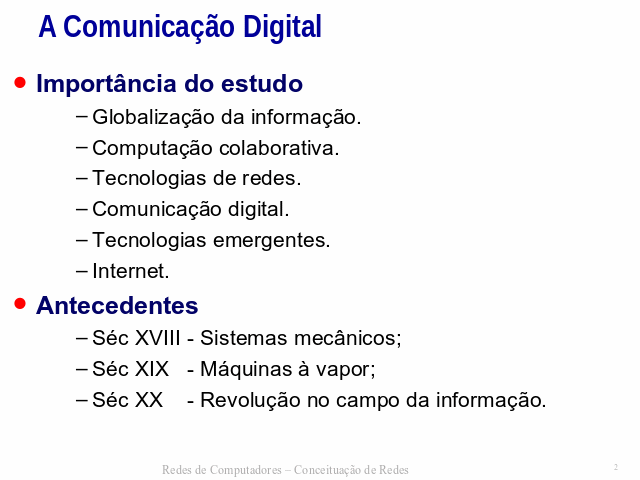 A Comunicação Digital
• Importância do estudo
– Globalização da informação.
– Computação colaborativa.
– Tecnologias de redes.
– Comunicação digital.
– Tecnologias emergentes.
– Internet.
• Antecedentes
– Séc XVIII - Sistemas mecânicos;
– Séc XIX - Máquinas à vapor;
– Séc XX - Revolução no campo da informação.
Redes de Computadores – Conceituação de Redes
2